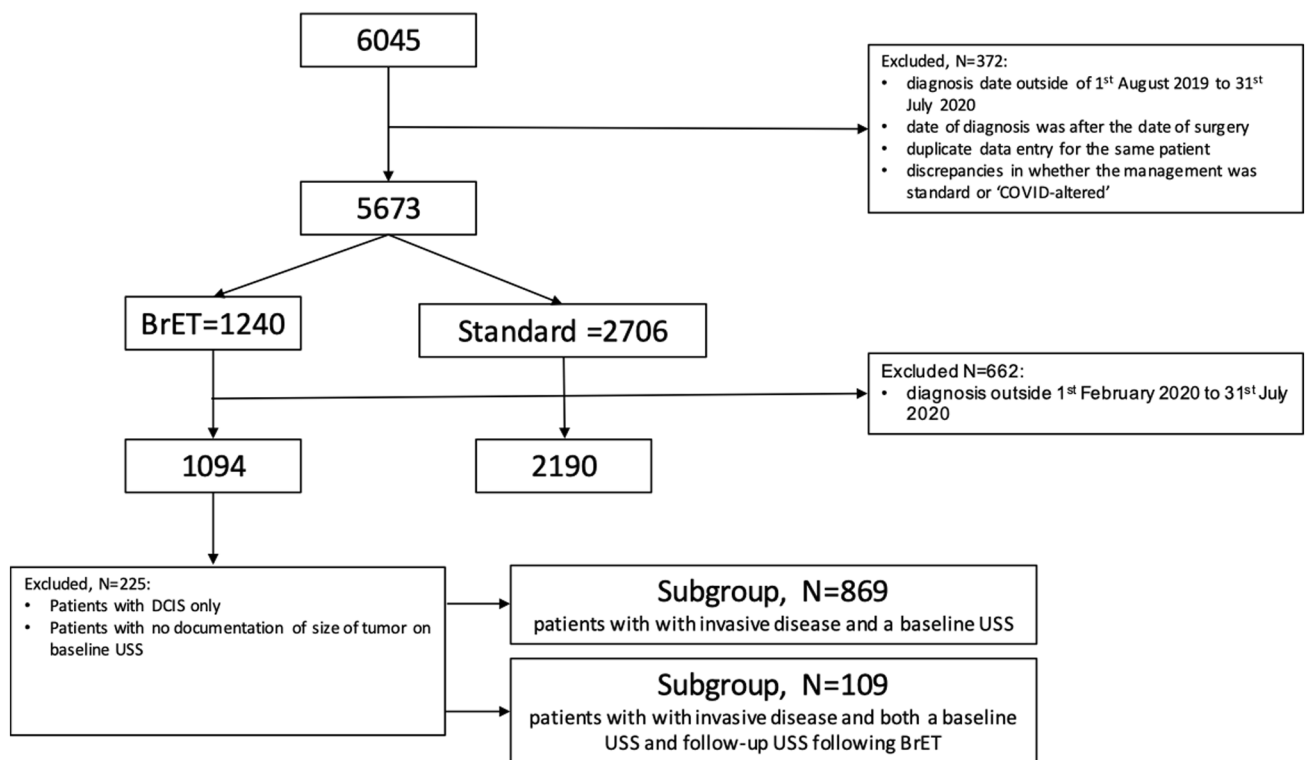 6045
Excluded, N=372:
• diagnosis date outside of 1st August 2019 to 31st
July 2020
• date of diagnosis was after the date of surgery
• duplicate data entry for the same patient
• discrepancies in whether the management was
standard or ‘COVID-altered’
5673
BrET=1240
Standard =2706
Excluded N=662:
• diagnosis outside 1st February 2020 to 31st July
2020
1094
2190
Excluded, N=225:
• Patients with DCIS only
• Patients with no documentation of size of tumor on
baseline USS
Subgroup, N=869
patients with with invasive disease and a baseline USS
Subgroup, N=109
patients with with invasive disease and both a baseline
USS and follow-up USS following BrET